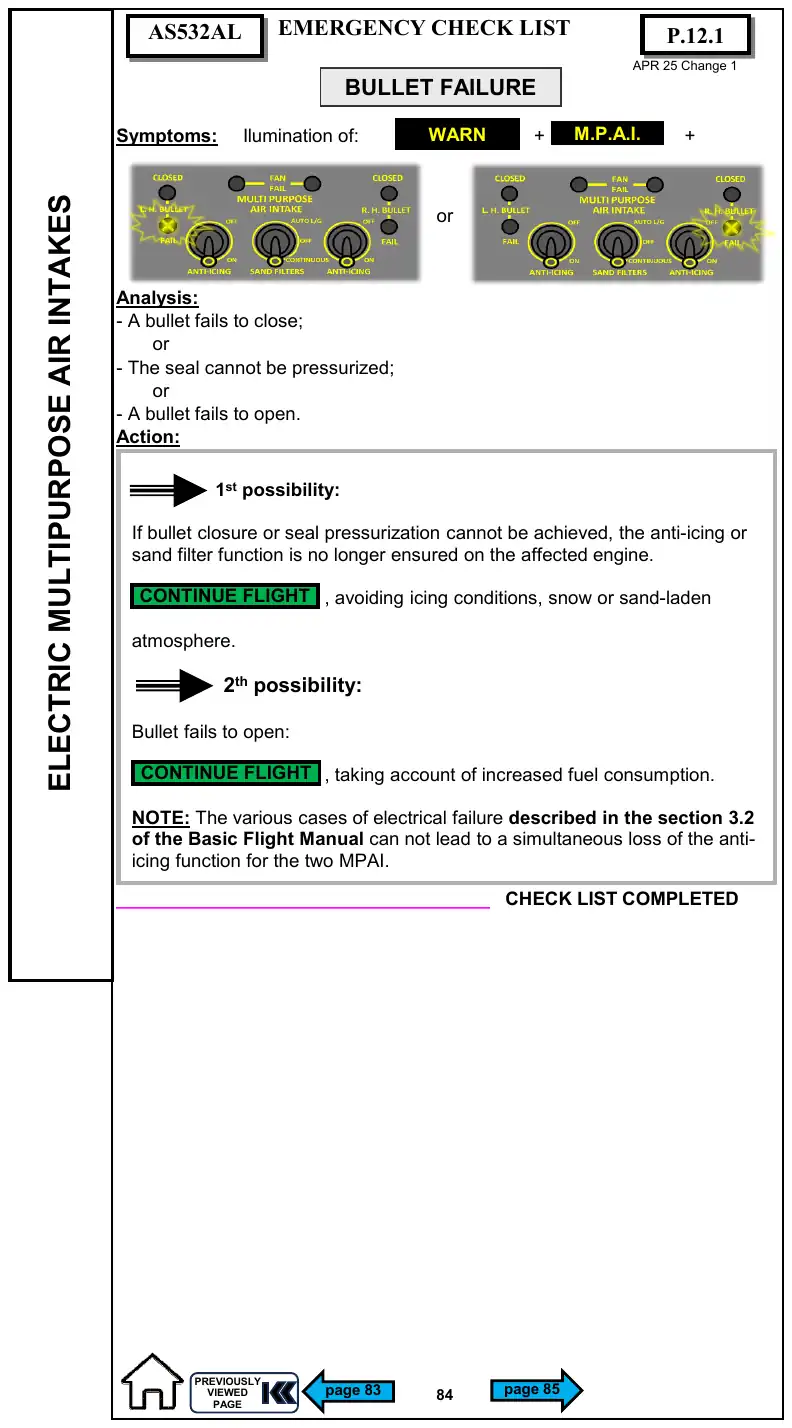 AS532AL
EMERGENCY CHECK LIST
P.12.1
APR 25 Change 1
BULLET FAILURE
ELECTRIC MULTIPURPOSE AIR INTAKES
Symptoms: Ilumination of: WARN + M.P.A.I. +
CLOSED FAN FAIL CLOSED
MULTI PURPOSE AIR INTAKE
L. H. BULLET R. H. BULLET
OFF AUTO L/G OFF
FAIL OFF FAIL
ON CONTINUOUS ON
ANTI-ICING SAND FILTERS ANTI-ICING
or
CLOSED FAN FAIL CLOSED
MULTI PURPOSE AIR INTAKE
L. H. BULLET R. H. BULLET
OFF AUTO L/G OFF
FAIL OFF FAIL
ON CONTINUOUS ON
ANTI-ICING SAND FILTERS ANTI-ICING
Analysis:
- A bullet fails to close;
or
- The seal cannot be pressurized;
or
- A bullet fails to open.
Action:
1st possibility:
If bullet closure or seal pressurization cannot be achieved, the anti-icing or
sand filter function is no longer ensured on the affected engine.
CONTINUE FLIGHT , avoiding icing conditions, snow or sand-laden
atmosphere.
2th possibility:
Bullet fails to open:
CONTINUE FLIGHT , taking account of increased fuel consumption.
NOTE: The various cases of electrical failure described in the section 3.2
of the Basic Flight Manual can not lead to a simultaneous loss of the anti-
icing function for the two MPAI.
CHECK LIST COMPLETED
PREVIOUSLY
VIEWED
PAGE
page 83
84
page 85